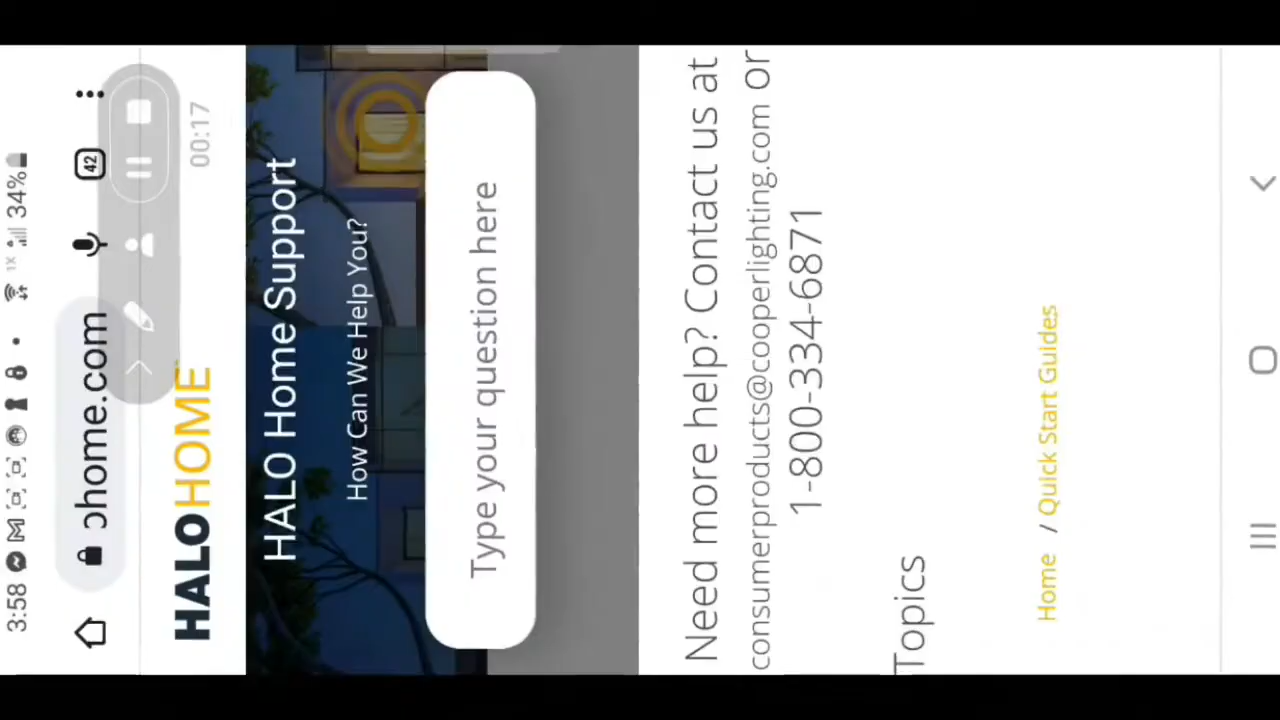 3:58 34%
ohome.com 42
00:17
HALO HOME
HALO Home Support
How Can We Help You?
Type your question here
Need more help? Contact us at
consumerproducts@cooperlighting.com or
1-800-334-6871
Topics
Home / Quick Start Guides